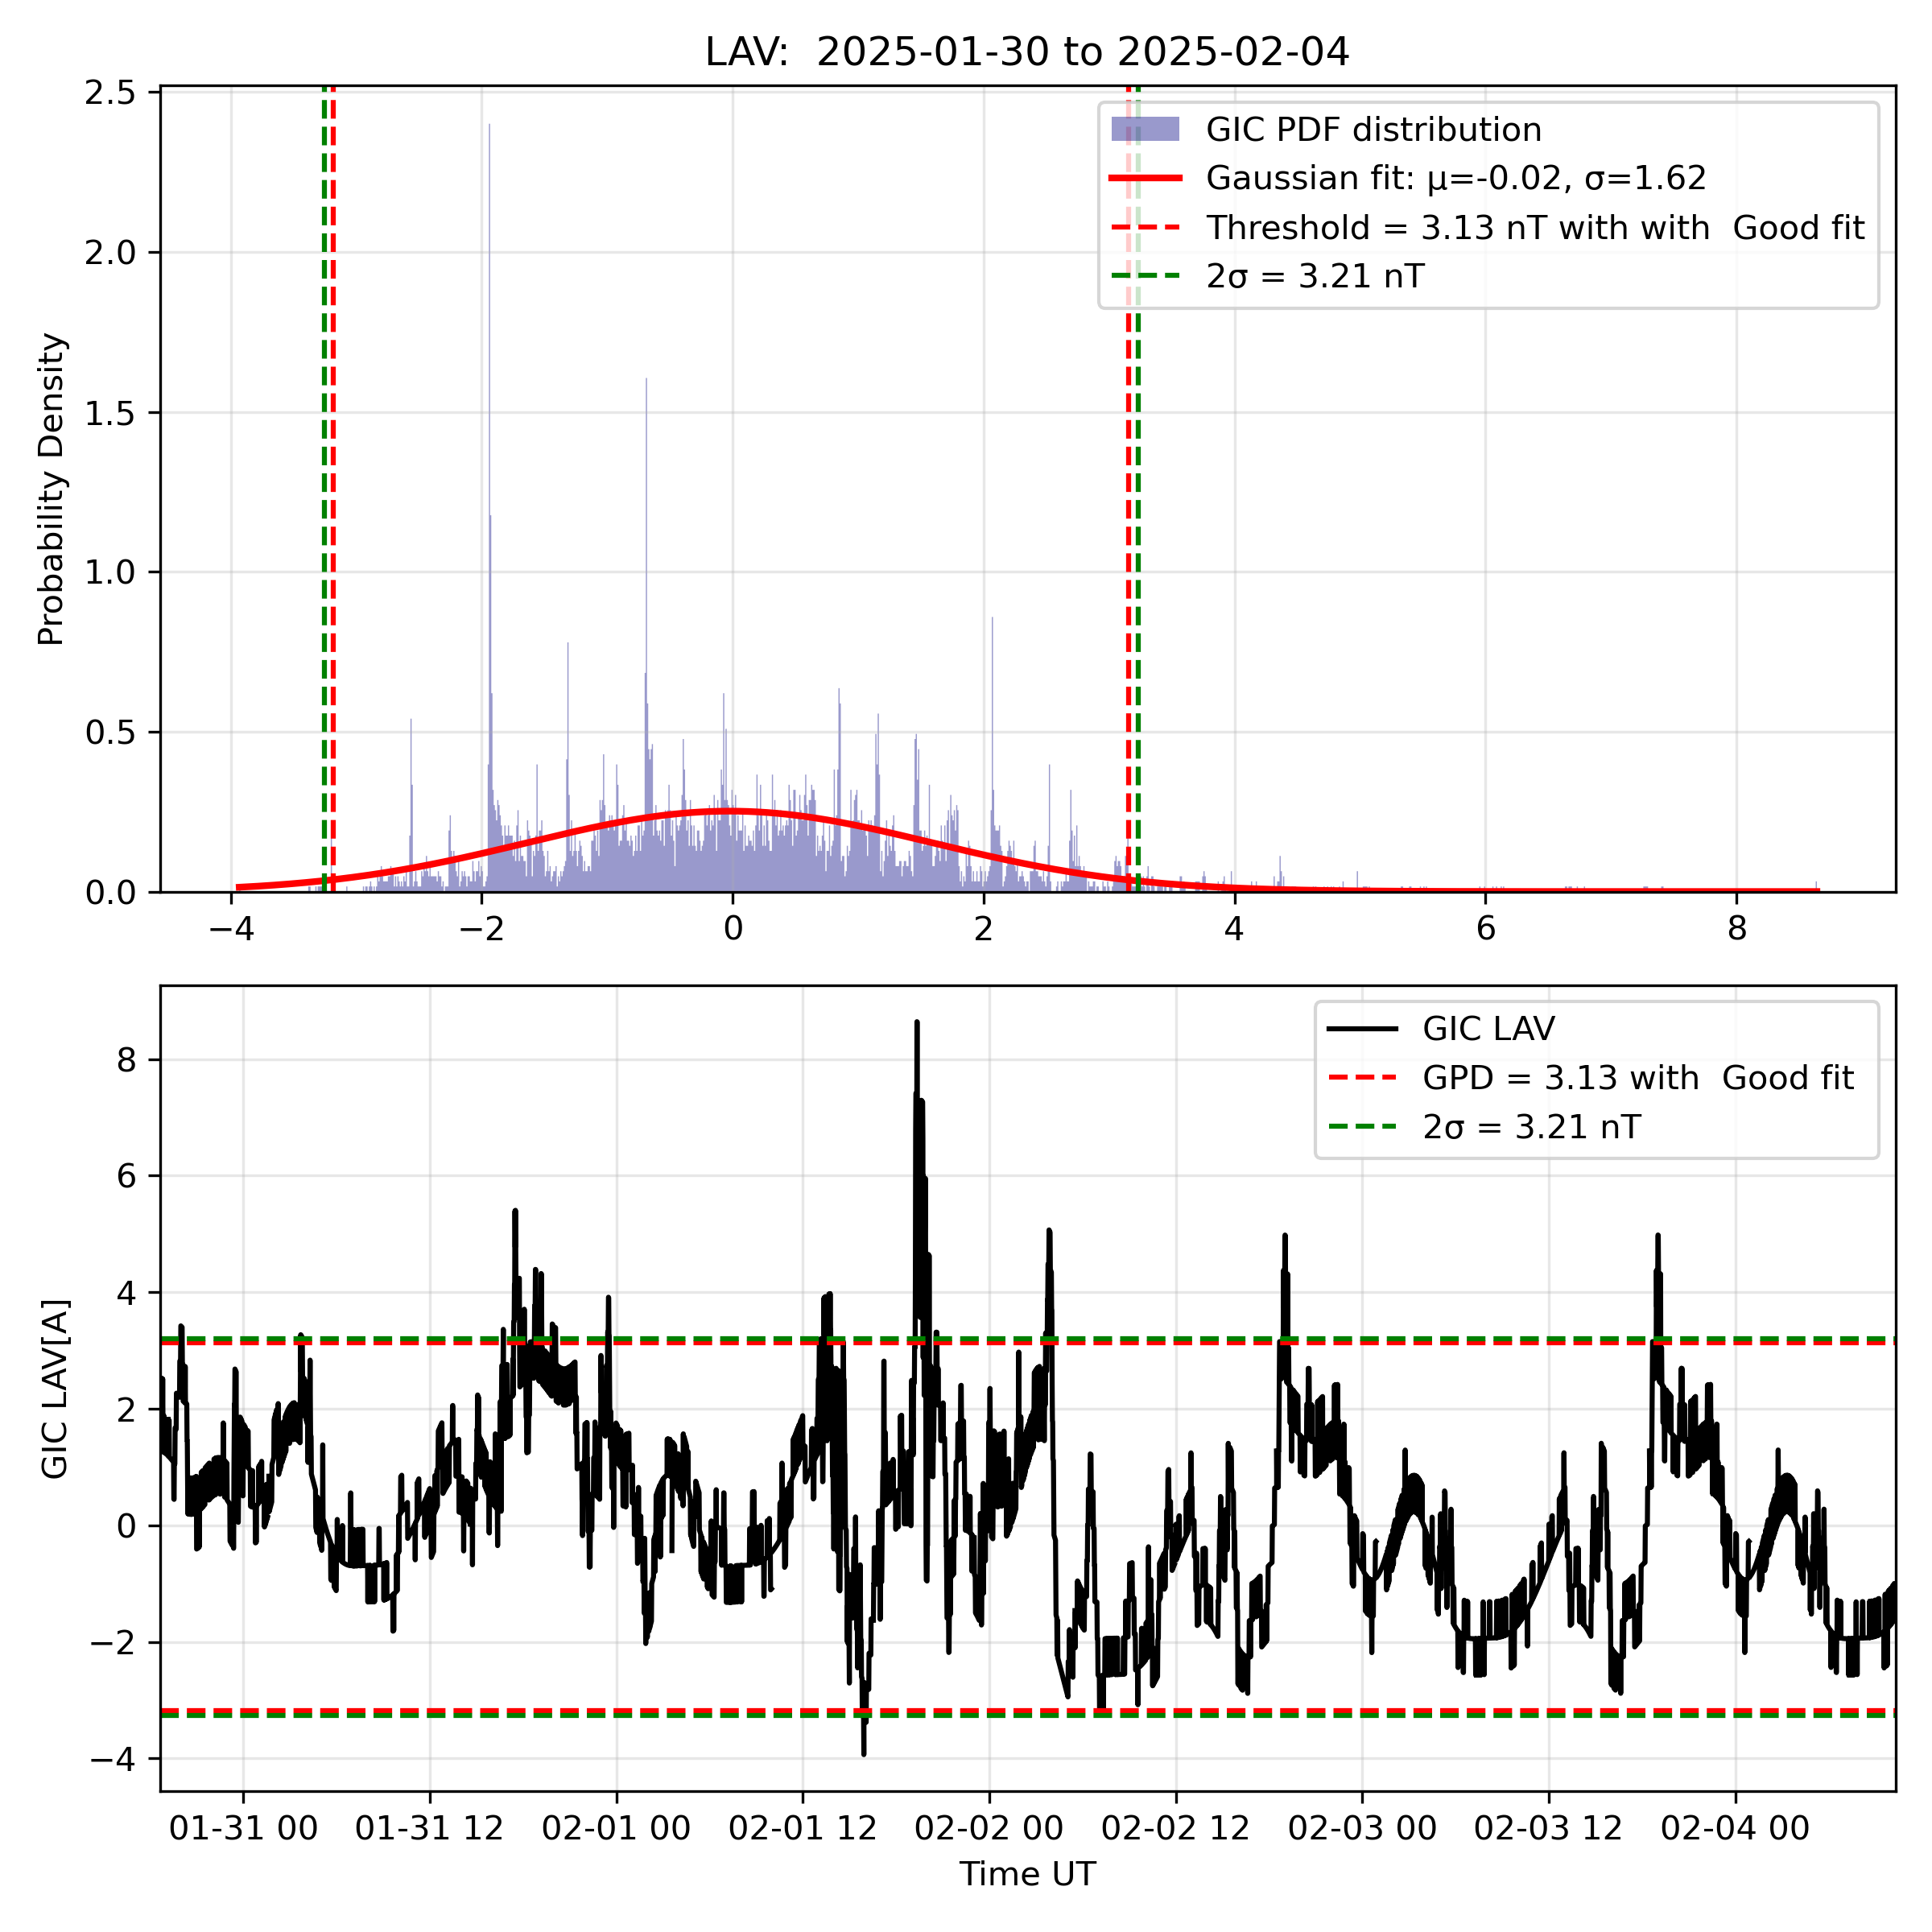 LAV:  2025-01-30 to 2025-02-04
2.5
2.0
1.5
1.0
0.5
0.0
Probability Density
GIC PDF distribution
Gaussian fit: μ=-0.02, σ=1.62
Threshold = 3.13 nT with with  Good fit
2σ = 3.21 nT
−4 −2 0 2 4 6 8
8
6
4
2
0
−2
−4
GIC LAV[A]
GIC LAV
GPD = 3.13 with  Good fit
2σ = 3.21 nT
01-31 00 01-31 12 02-01 00 02-01 12 02-02 00 02-02 12 02-03 00 02-03 12 02-04 00
Time UT